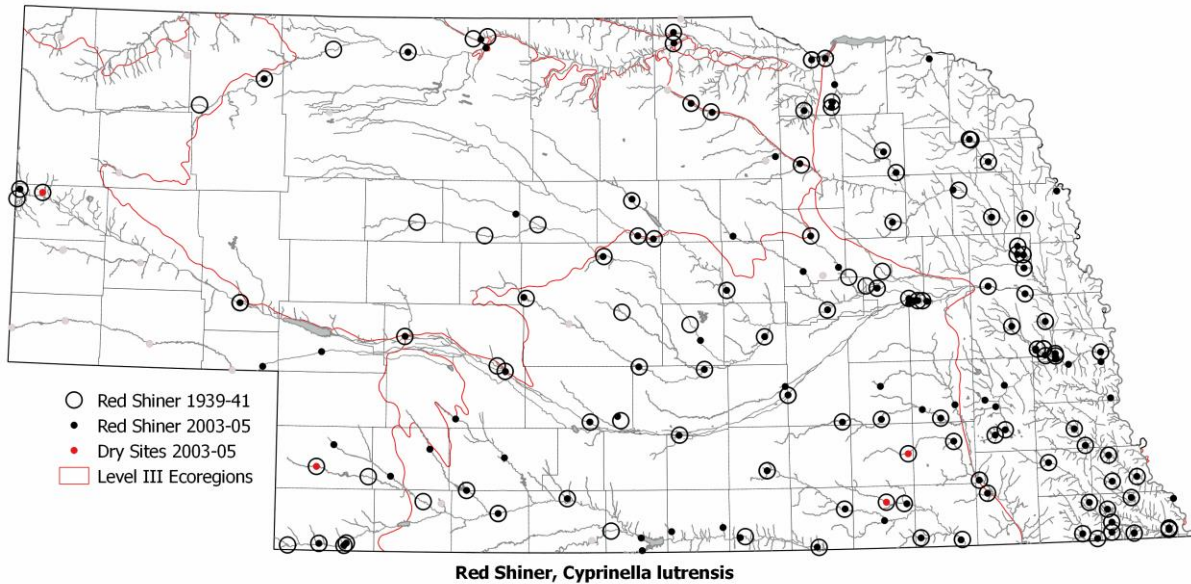 Red Shiner 1939-41
Red Shiner 2003-05
Dry Sites 2003-05
Level III Ecoregions
Red Shiner, Cyprinella lutrensis